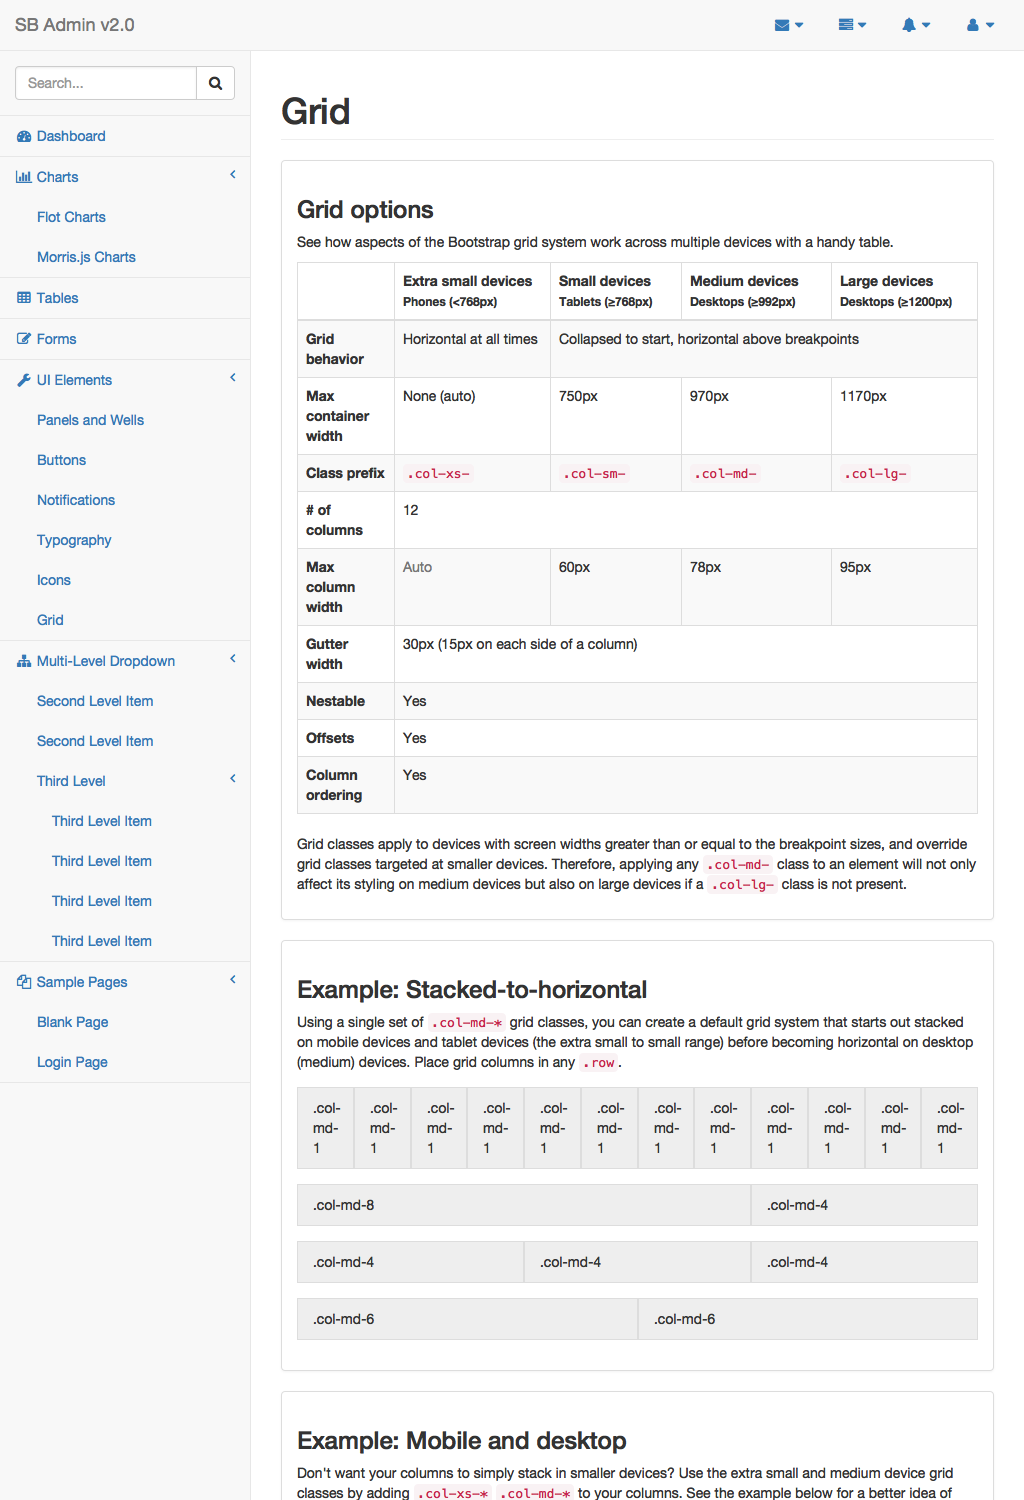 SB Admin v2.0
Search...
Dashboard
Charts
Flot Charts
Morris.js Charts
Tables
Forms
UI Elements
Panels and Wells
Buttons
Notifications
Typography
Icons
Grid
Multi-Level Dropdown
Second Level Item
Second Level Item
Third Level
Third Level Item
Third Level Item
Third Level Item
Third Level Item
Sample Pages
Blank Page
Login Page
Grid
Grid options
See how aspects of the Bootstrap grid system work across multiple devices with a handy table.
Extra small devices Small devices Medium devices Large devices
Phones (<768px) Tablets (≥768px) Desktops (≥992px) Desktops (≥1200px)
Grid Horizontal at all times Collapsed to start, horizontal above breakpoints
behavior
Max None (auto) 750px 970px 1170px
container
width
Class prefix .col-xs- .col-sm- .col-md- .col-lg-
# of 12
columns
Max Auto 60px 78px 95px
column
width
Gutter 30px (15px on each side of a column)
width
Nestable Yes
Offsets Yes
Column Yes
ordering
Grid classes apply to devices with screen widths greater than or equal to the breakpoint sizes, and override
grid classes targeted at smaller devices. Therefore, applying any .col-md- class to an element will not only
affect its styling on medium devices but also on large devices if a .col-lg- class is not present.
Example: Stacked-to-horizontal
Using a single set of .col-md-* grid classes, you can create a default grid system that starts out stacked
on mobile devices and tablet devices (the extra small to small range) before becoming horizontal on desktop
(medium) devices. Place grid columns in any .row.
.col- .col- .col- .col- .col- .col- .col- .col- .col- .col- .col- .col-
md- md- md- md- md- md- md- md- md- md- md- md-
1 1 1 1 1 1 1 1 1 1 1 1
.col-md-8 .col-md-4
.col-md-4 .col-md-4 .col-md-4
.col-md-6 .col-md-6
Example: Mobile and desktop
Don't want your columns to simply stack in smaller devices? Use the extra small and medium device grid
classes by adding .col-xs-* .col-md-* to your columns. See the example below for a better idea of